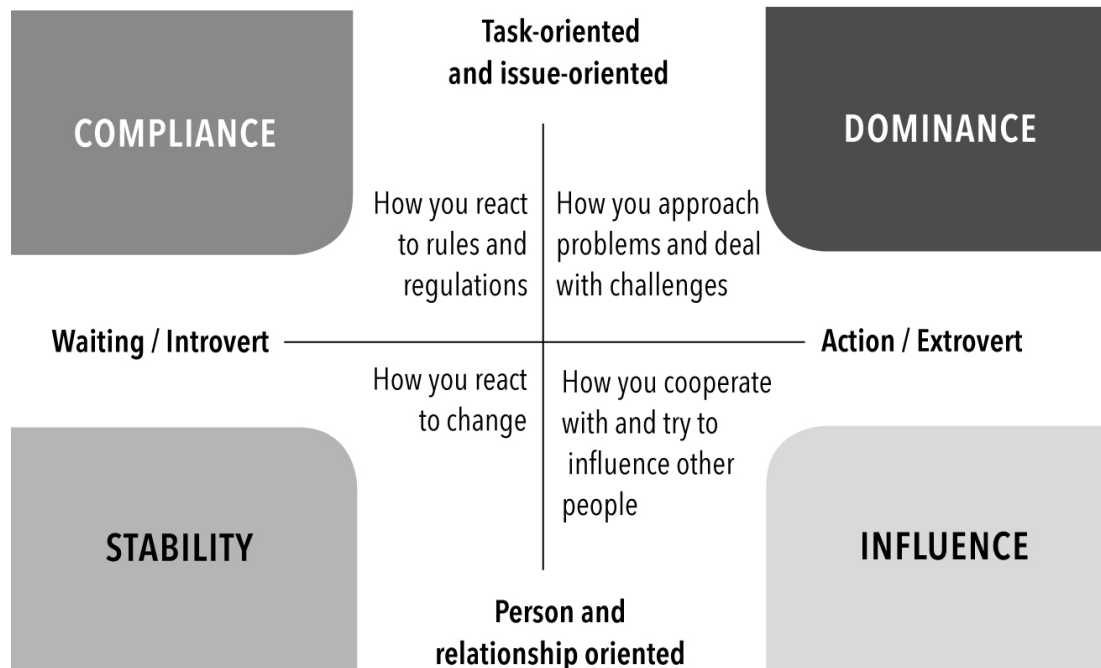 Task-oriented
and issue-oriented
COMPLIANCE
DOMINANCE
How you react
to rules and
regulations
How you approach
problems and deal
with challenges
Waiting / Introvert
Action / Extrovert
How you react
to change
How you cooperate
with and try to
influence other
people
STABILITY
INFLUENCE
Person and
relationship oriented